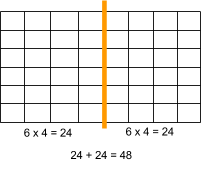 6 x 4 = 24 6 x 4 = 24
24 + 24 = 48